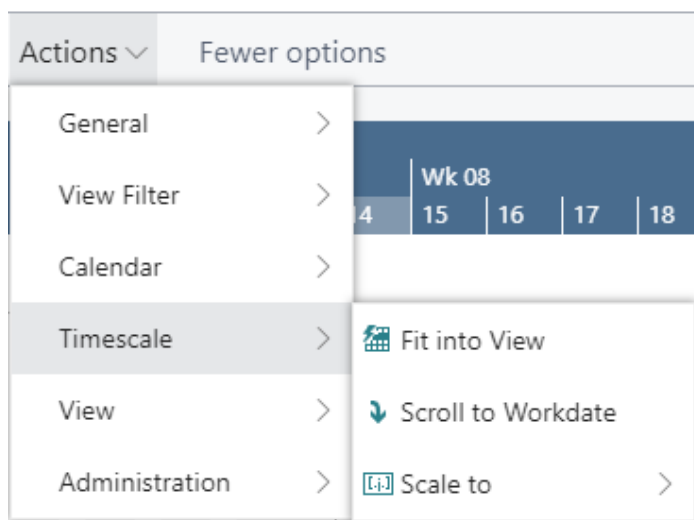 Actions Fewer options
General
Wk 08
View Filter
14 15 16 17 18
Calendar
Timescale
Fit into View
View
Scroll to Workdate
Administration
Scale to